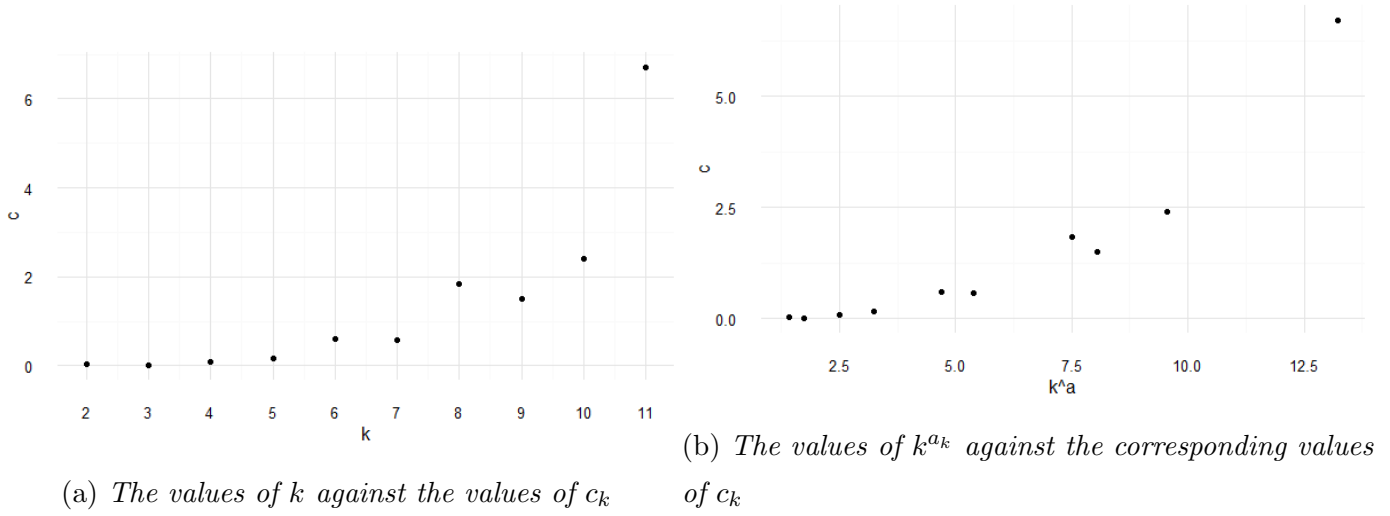 6
4
2
0
c
2 3 4 5 6 7 8 9 10 11
k
(a) The values of k against the values of c_k
5.0
2.5
0.0
c
2.5 5.0 7.5 10.0 12.5
k^a
(b) The values of k^{a_k} against the corresponding values
of c_k